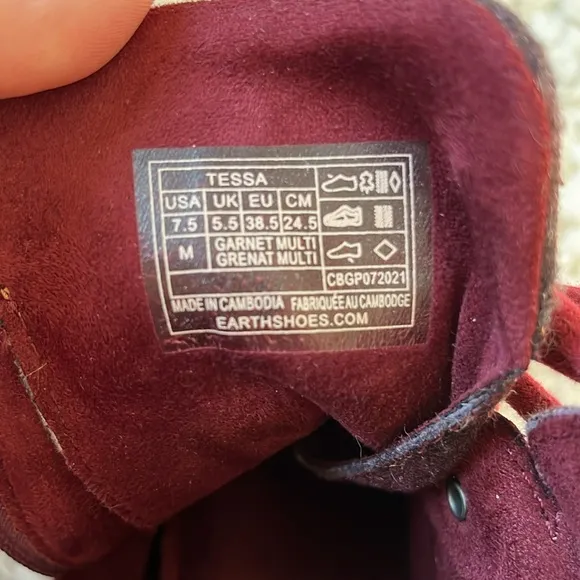 TESSA
USA UK EU CM
7.5 5.5 38.5 24.5
M GARNET MULTI
GRENAT MULTI
CBGP072021
MADE IN CAMBODIA FABRIQUÉE AU CAMBODGE
EARTHSHOES.COM